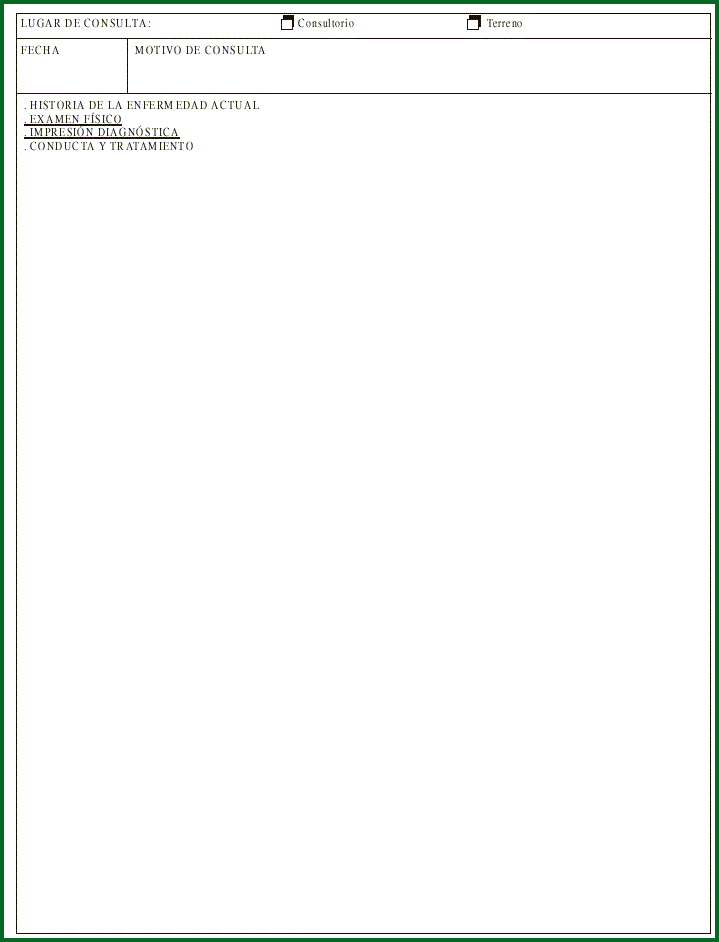 LUGAR DE CONSULTA: Consultorio Terreno
FECHA MOTIVO DE CONSULTA
. HISTORIA DE LA ENFERMEDAD ACTUAL
. EXAMEN FÍSICO
. IMPRESIÓN DIAGNÓSTICA
. CONDUCTA Y TRATAMIENTO